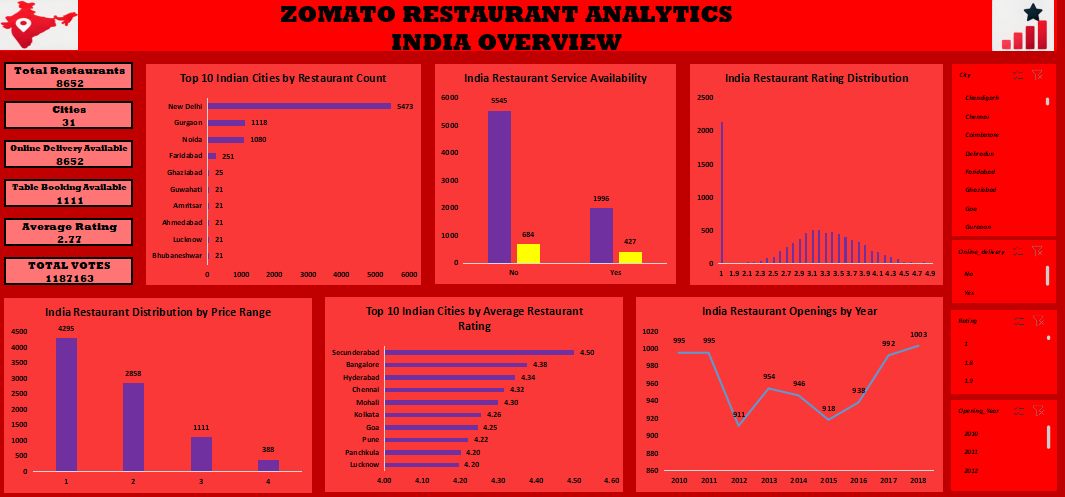 ZOMATO RESTAURANT ANALYTICS
INDIA OVERVIEW
Total Restaurants
8652
Cities
31
Online Delivery Available
8652
Table Booking Available
1111
Average Rating
2.77
TOTAL VOTES
1187163
Top 10 Indian Cities by Restaurant Count
New Delhi 5473
Gurgaon 1118
Noida 1080
Faridabad 251
Ghaziabad 25
Guwahati 21
Amritsar 21
Ahmedabad 21
Lucknow 21
Bhubaneshwar 21
0 1000 2000 3000 4000 5000 6000
India Restaurant Service Availability
6000
5000
4000
3000
2000
1000
0
5545
684
1996
427
No Yes
India Restaurant Rating Distribution
2500
2000
1500
1000
500
0
1 1.9 2.1 2.3 2.5 2.7 2.9 3.1 3.3 3.5 3.7 3.9 4.1 4.3 4.5 4.7 4.9
City
Chandigarh
Chennai
Coimbatore
Dehradun
Faridabad
Ghaziabad
Goa
Gurgaon
Online_delivery
No
Yes
Rating
1
1.8
1.9
Opening_Year
2010
2011
2012
India Restaurant Distribution by Price Range
4500
4000
3500
3000
2500
2000
1500
1000
500
0
4295
2858
1111
388
1 2 3 4
Top 10 Indian Cities by Average Restaurant
Rating
Secunderabad 4.50
Bangalore 4.38
Hyderabad 4.34
Chennai 4.32
Mohali 4.30
Kolkata 4.26
Goa 4.25
Pune 4.22
Panchkula 4.20
Lucknow 4.20
4.00 4.10 4.20 4.30 4.40 4.50 4.60
India Restaurant Openings by Year
1020
1000
980
960
940
920
900
880
860
995
995
911
954
946
918
938
992
1003
2010 2011 2012 2013 2014 2015 2016 2017 2018